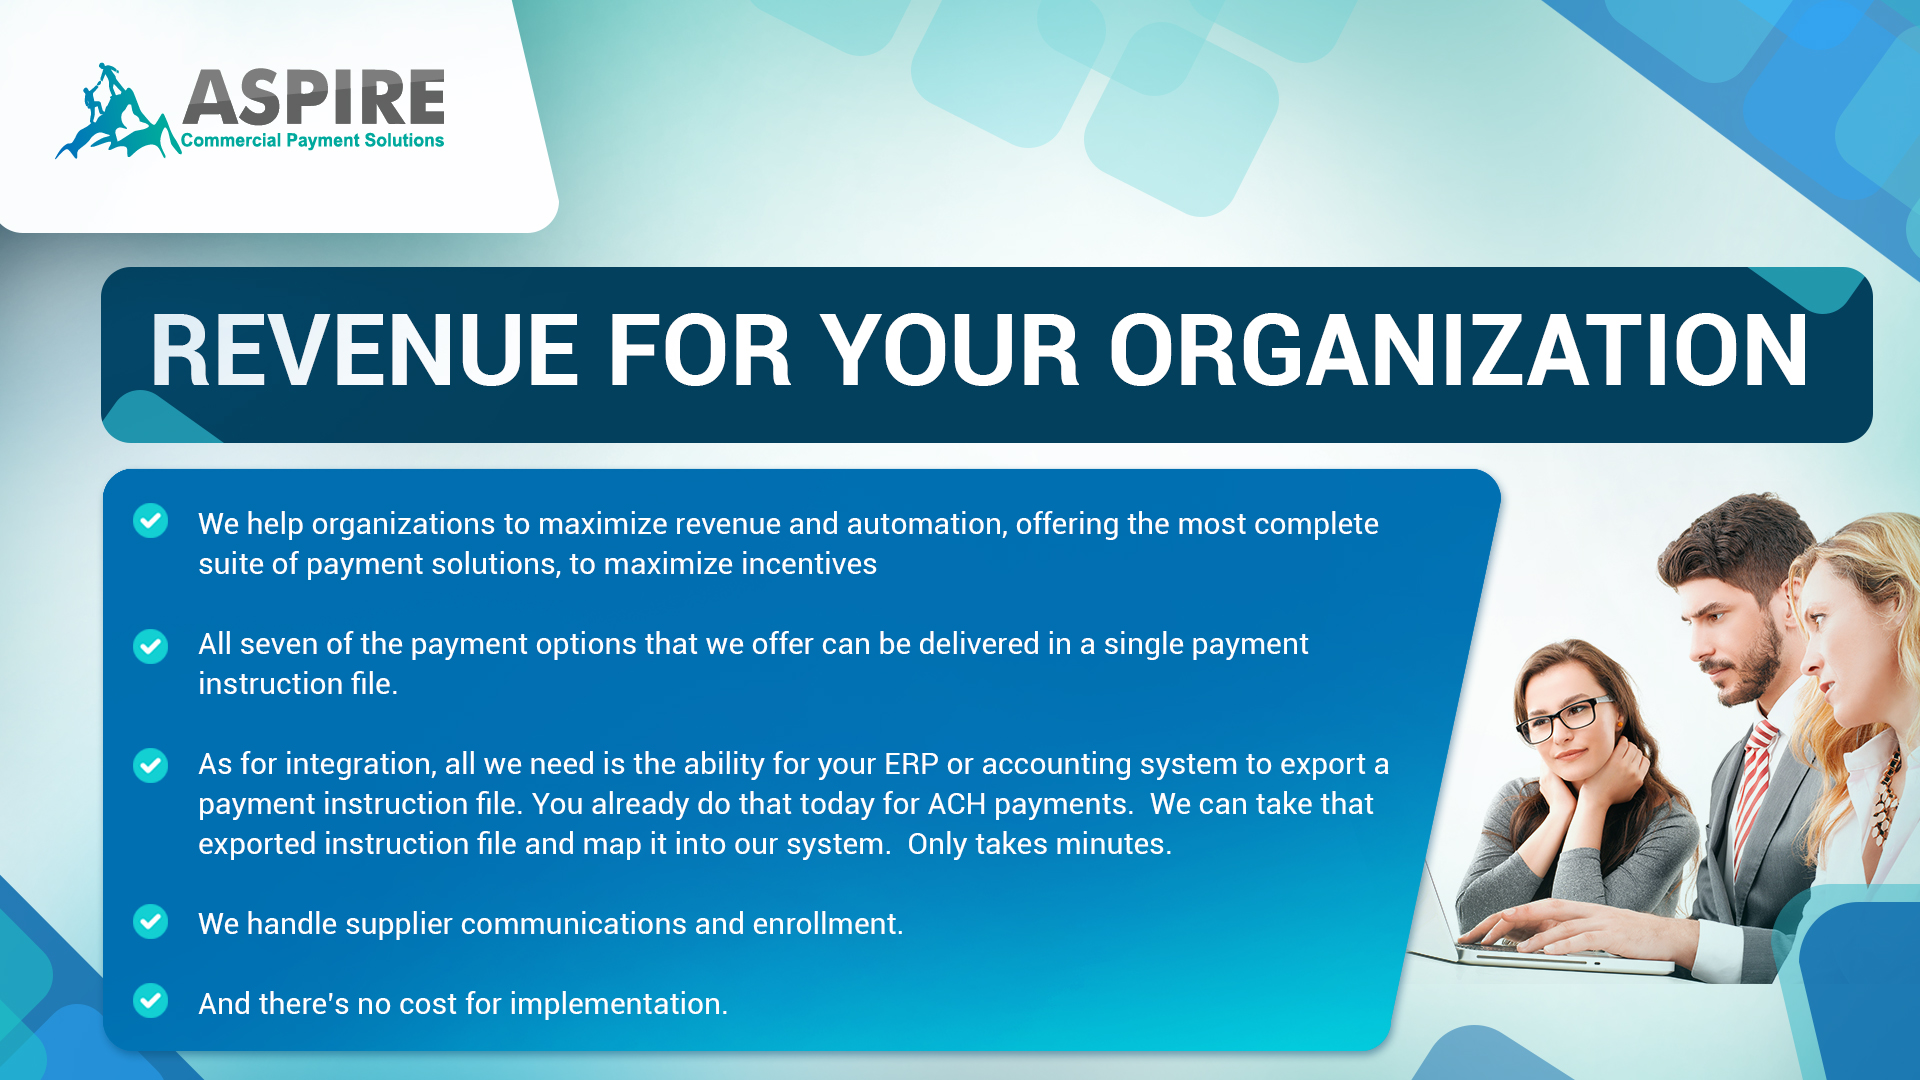 ASPIRE
Commercial Payment Solutions
REVENUE FOR YOUR ORGANIZATION
We help organizations to maximize revenue and automation, offering the most complete
suite of payment solutions, to maximize incentives
All seven of the payment options that we offer can be delivered in a single payment
instruction file.
As for integration, all we need is the ability for your ERP or accounting system to export a
payment instruction file. You already do that today for ACH payments.  We can take that
exported instruction file and map it into our system.  Only takes minutes.
We handle supplier communications and enrollment.
And there's no cost for implementation.